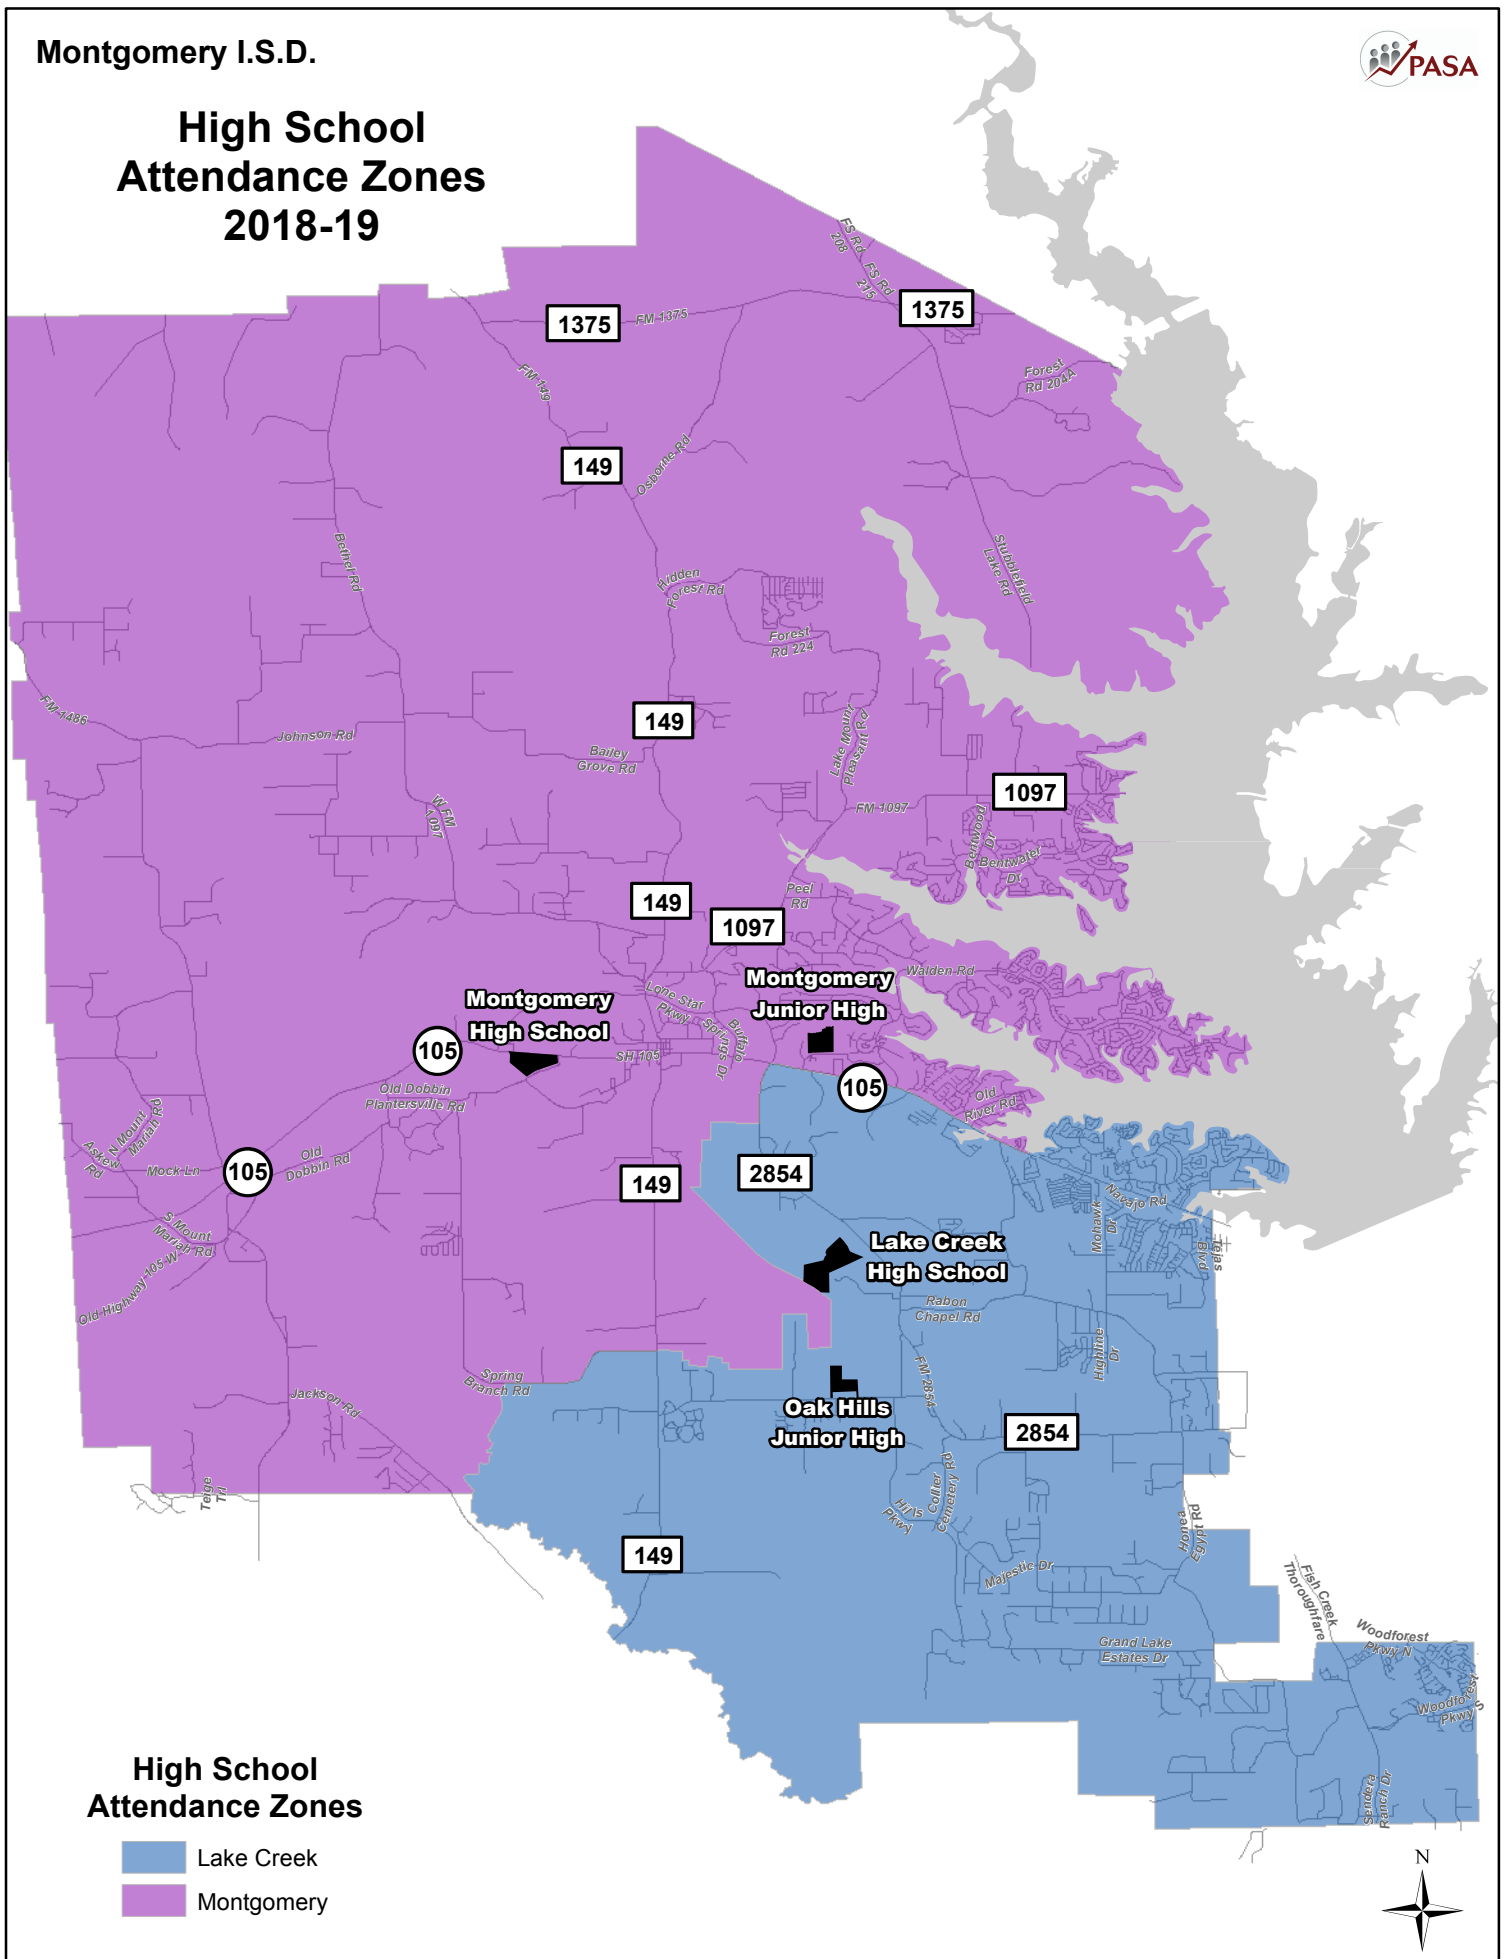 Montgomery I.S.D.
PASA
High School
Attendance Zones
2018-19
FS Rd
208
FS Rd
215
1375
FM 1375
1375
FM 149
Forest
Rd 204A
149
Osborne Rd
Bethel Rd
Stubblefield
Lake Rd
Hidden
Forest Rd
Forest
Rd 224
FM 1486
149
Johnson Rd
Bailey
Grove Rd
Lake Mount
Pleasant Rd
1097
W FM
1097
FM 1097
Bentwood
Dr
Bentwater
Dr
149
Peel
Rd
1097
Walden Rd
Montgomery
Junior High
Montgomery
High School
Lone Star
Pkwy
Buffalo
Springs Dr
105
SH 105
105
Old Dobbin
Plantersville Rd
Old
River Rd
N Mount
Mariah Rd
Askew
Rd
Mock Ln
105
Old
Dobbin Rd
149
2854
Navajo Rd
Mohawk
Dr
S Mount
Mariah Rd
Old Highway 105 W
Lake Creek
High School
Tejas
Blvd
Rabon
Chapel Rd
Highline
Dr
Spring
Branch Rd
FM 2854
Jackson Rd
Oak Hills
Junior High
2854
Teige
Trl
Collier
Cemetery Rd
Hills
Pkwy
Honea
Egypt Rd
149
Majestic Dr
Fish Creek
Thoroughfare
Woodforest
Pkwy N
Grand Lake
Estates Dr
Woodforest
Pkwy S
Sendera
Ranch Dr
High School
Attendance Zones
Lake Creek
Montgomery
N